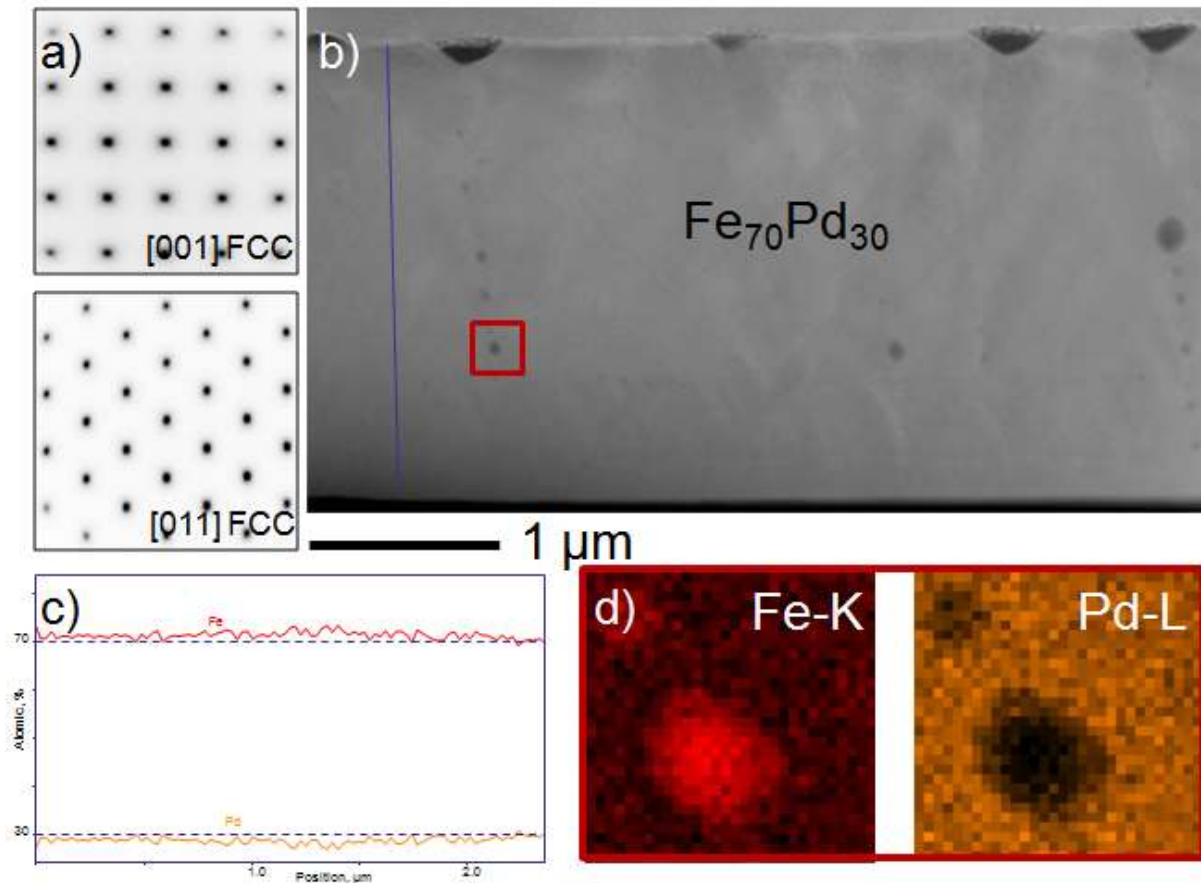 a)
[001] FCC
[011] FCC
b)
Fe₇₀Pd₃₀
1 µm
c)
Fe
70
Atomic, %
Pd
30
1.0
2.0
Position, µm
d)
Fe-K
Pd-L